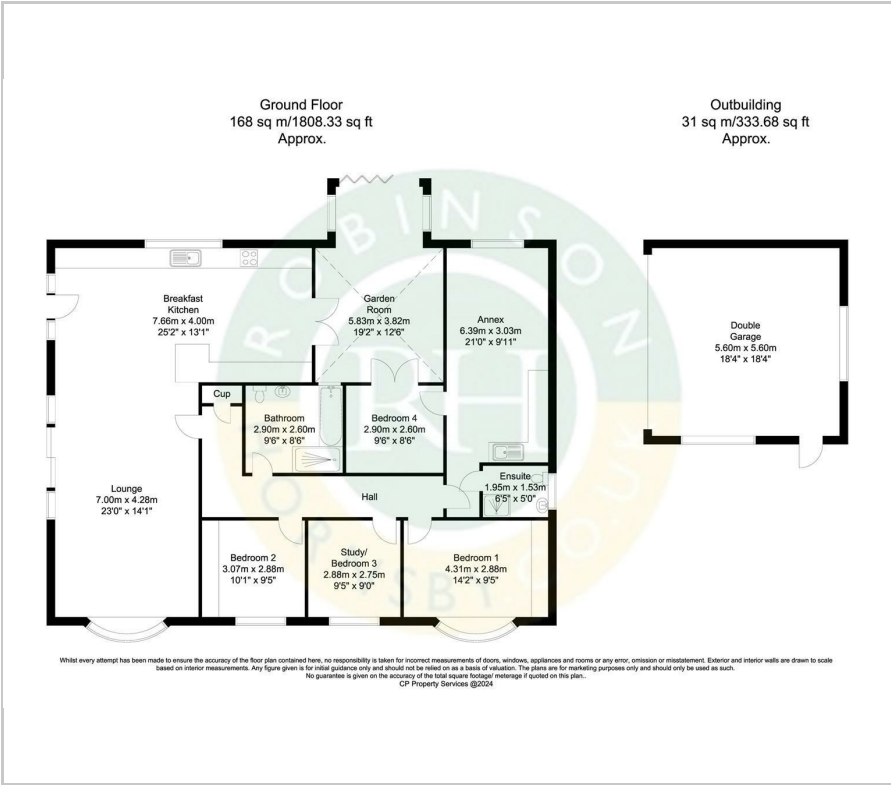 Ground Floor
168 sq m/1808.33 sq ft
Approx.
Outbuilding
31 sq m/333.68 sq ft
Approx.
Breakfast
Kitchen
7.66m x 4.00m
25'2" x 13'1"
Garden
Room
5.83m x 3.82m
19'2" x 12'6"
Annex
6.39m x 3.03m
21'0" x 9'11"
Double
Garage
5.60m x 5.60m
18'4" x 18'4"
Cup
Bathroom
2.90m x 2.60m
9'6" x 8'6"
Bedroom 4
2.90m x 2.60m
9'6" x 8'6"
Ensuite
1.95m x 1.53m
6'5" x 5'0"
Lounge
7.00m x 4.28m
23'0" x 14'1"
Hall
Bedroom 2
3.07m x 2.88m
10'1" x 9'5"
Study/
Bedroom 3
2.88m x 2.75m
9'5" x 9'0"
Bedroom 1
4.31m x 2.88m
14'2" x 9'5"
ROBINSON
RH
HORNSBY.CO.UK
Whilst every attempt has been made to ensure the accuracy of the floor plan contained here, no responsibility is taken for incorrect measurements of doors, windows, appliances and rooms or any error, omission or misstatement. Exterior and interior walls are drawn to scale
based on interior measurements. Any figure given is for initial guidance only and should not be relied on as a basis of valuation. The plans are for marketing purposes only and should only be used as such.
No guarantee is given on the accuracy of the total square footage/ meterage if quoted on this plan..
CP Property Services @2024